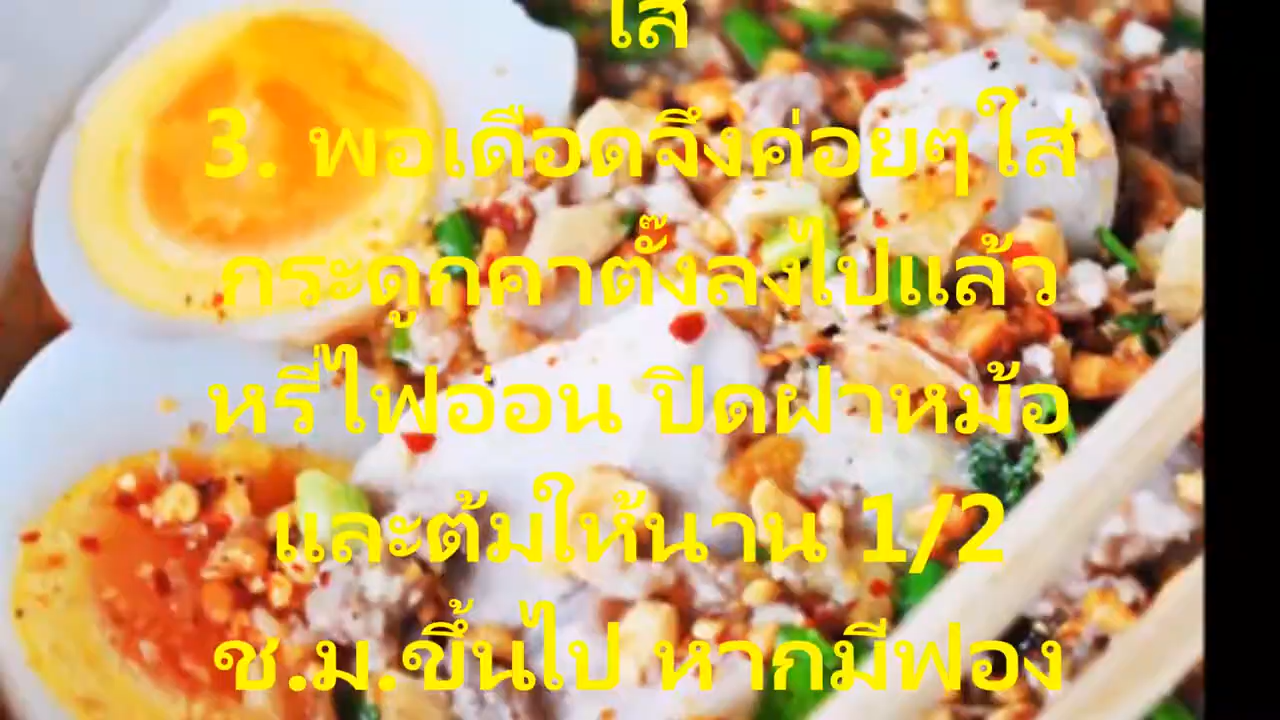 ใส่
3. พอเดือดจึงค่อยๆใส่
กระดูกคาตั๊งลงไปแล้ว
หรี่ไฟอ่อน ปิดฝาหม้อ
และต้มให้นาน 1/2
ช.ม.ขึ้นไป หากมีฟอง